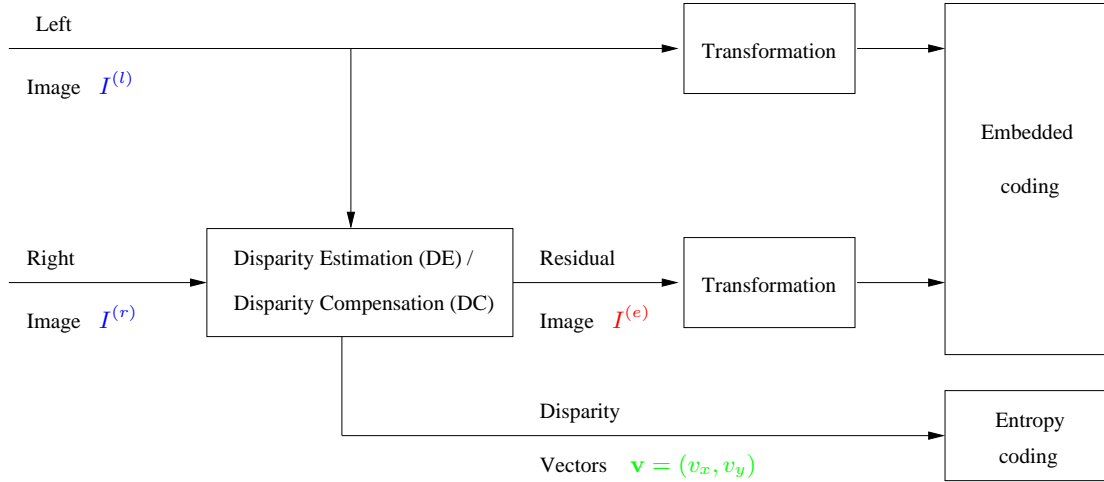 Left
Image I^{(l)}
Transformation
Embedded
coding
Right
Image I^{(r)}
Disparity Estimation (DE) /
Disparity Compensation (DC)
Residual
Image I^{(e)}
Transformation
Disparity
Vectors v = (v_x, v_y)
Entropy
coding